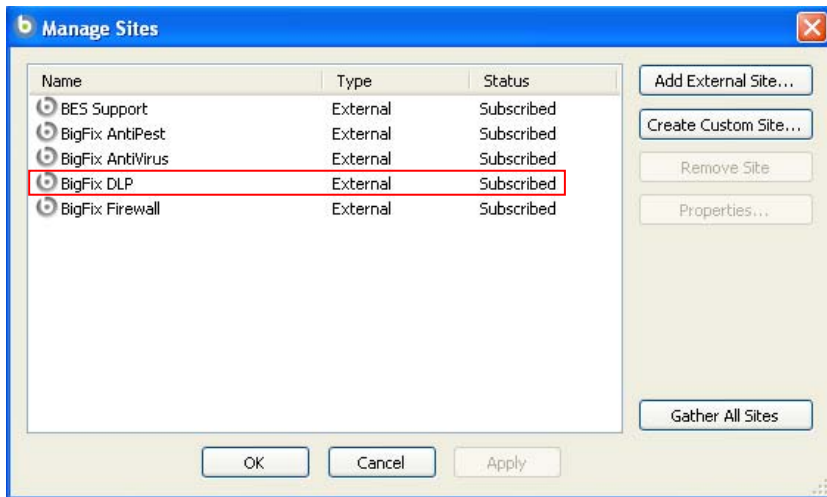 Manage Sites
Name Type Status
BES Support External Subscribed
BigFix AntiPest External Subscribed
BigFix AntiVirus External Subscribed
BigFix DLP External Subscribed
BigFix Firewall External Subscribed
Add External Site...
Create Custom Site...
Remove Site
Properties...
Gather All Sites
OK Cancel Apply